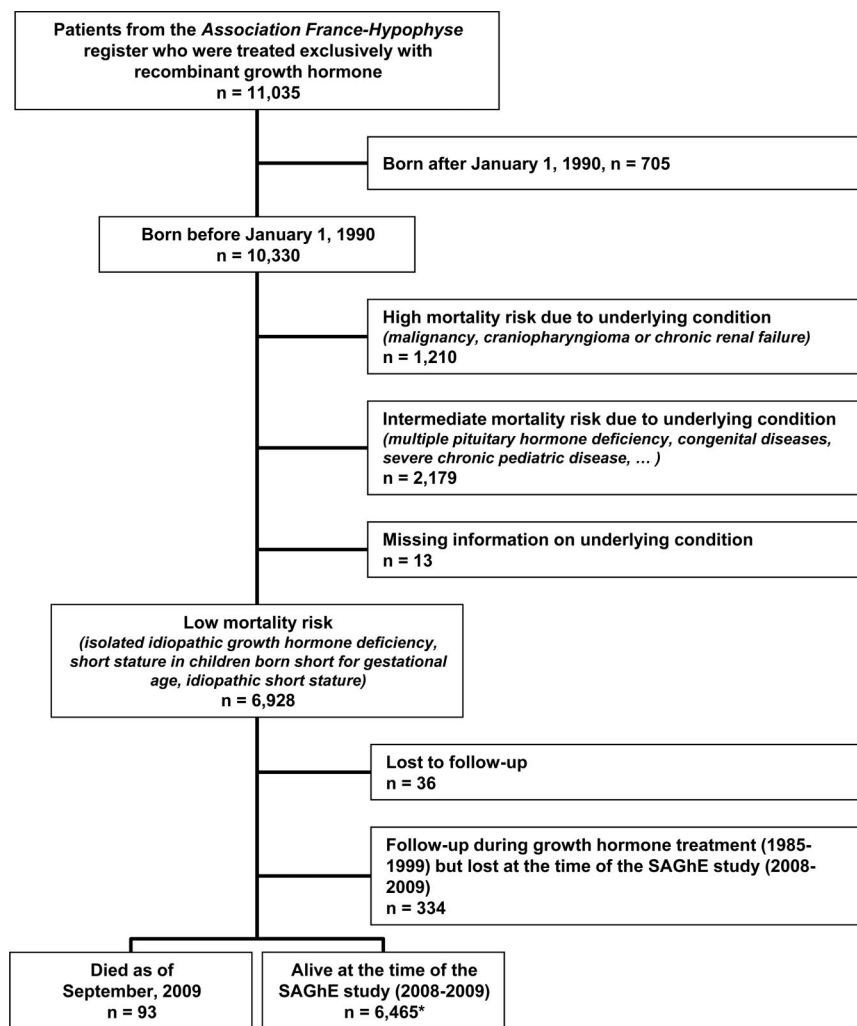 Patients from the Association France-Hypophyse
register who were treated exclusively with
recombinant growth hormone
n = 11,035
Born after January 1, 1990, n = 705
Born before January 1, 1990
n = 10,330
High mortality risk due to underlying condition
(malignancy, craniopharyngioma or chronic renal failure)
n = 1,210
Intermediate mortality risk due to underlying condition
(multiple pituitary hormone deficiency, congenital diseases,
severe chronic pediatric disease, … )
n = 2,179
Missing information on underlying condition
n = 13
Low mortality risk
(isolated idiopathic growth hormone deficiency,
short stature in children born short for gestational
age, idiopathic short stature)
n = 6,928
Lost to follow-up
n = 36
Follow-up during growth hormone treatment (1985-
1999) but lost at the time of the SAGhE study (2008-
2009)
n = 334
Died as of
September, 2009
n = 93
Alive at the time of the
SAGhE study (2008-2009)
n = 6,465*